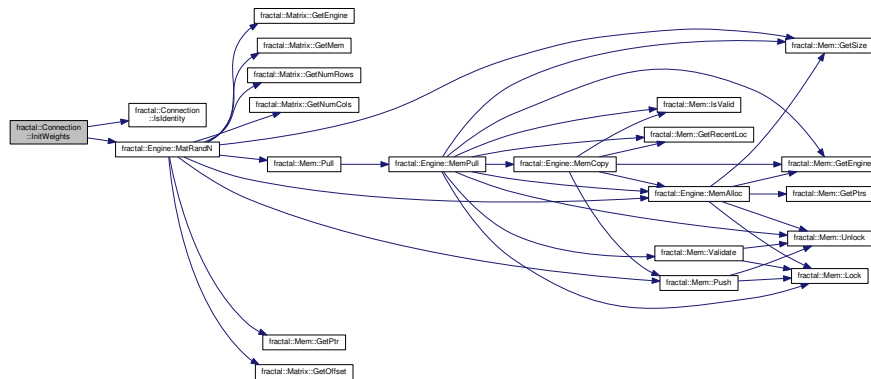 fractal::Connection
::InitWeights
fractal::Connection
::IsIdentity
fractal::Engine::MatRandN
fractal::Matrix::GetEngine
fractal::Matrix::GetMem
fractal::Matrix::GetNumRows
fractal::Matrix::GetNumCols
fractal::Mem::Pull
fractal::Mem::GetPtr
fractal::Matrix::GetOffset
fractal::Engine::MemPull
fractal::Engine::MemCopy
fractal::Mem::IsValid
fractal::Mem::GetRecentLoc
fractal::Engine::MemAlloc
fractal::Mem::Validate
fractal::Mem::Push
fractal::Mem::GetSize
fractal::Mem::GetEngine
fractal::Mem::GetPtrs
fractal::Mem::Unlock
fractal::Mem::Lock